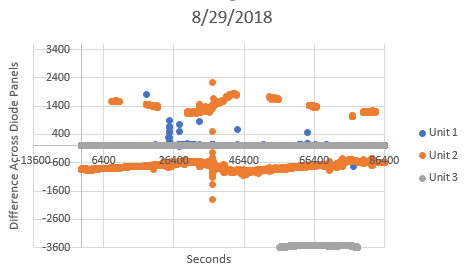 8/29/2018
3400
2400
1400
400
-13600 6400 26400 46400 66400 86400
-600
-1600
-2600
-3600
Difference Across Diode Panels
Seconds
Unit 1
Unit 2
Unit 3